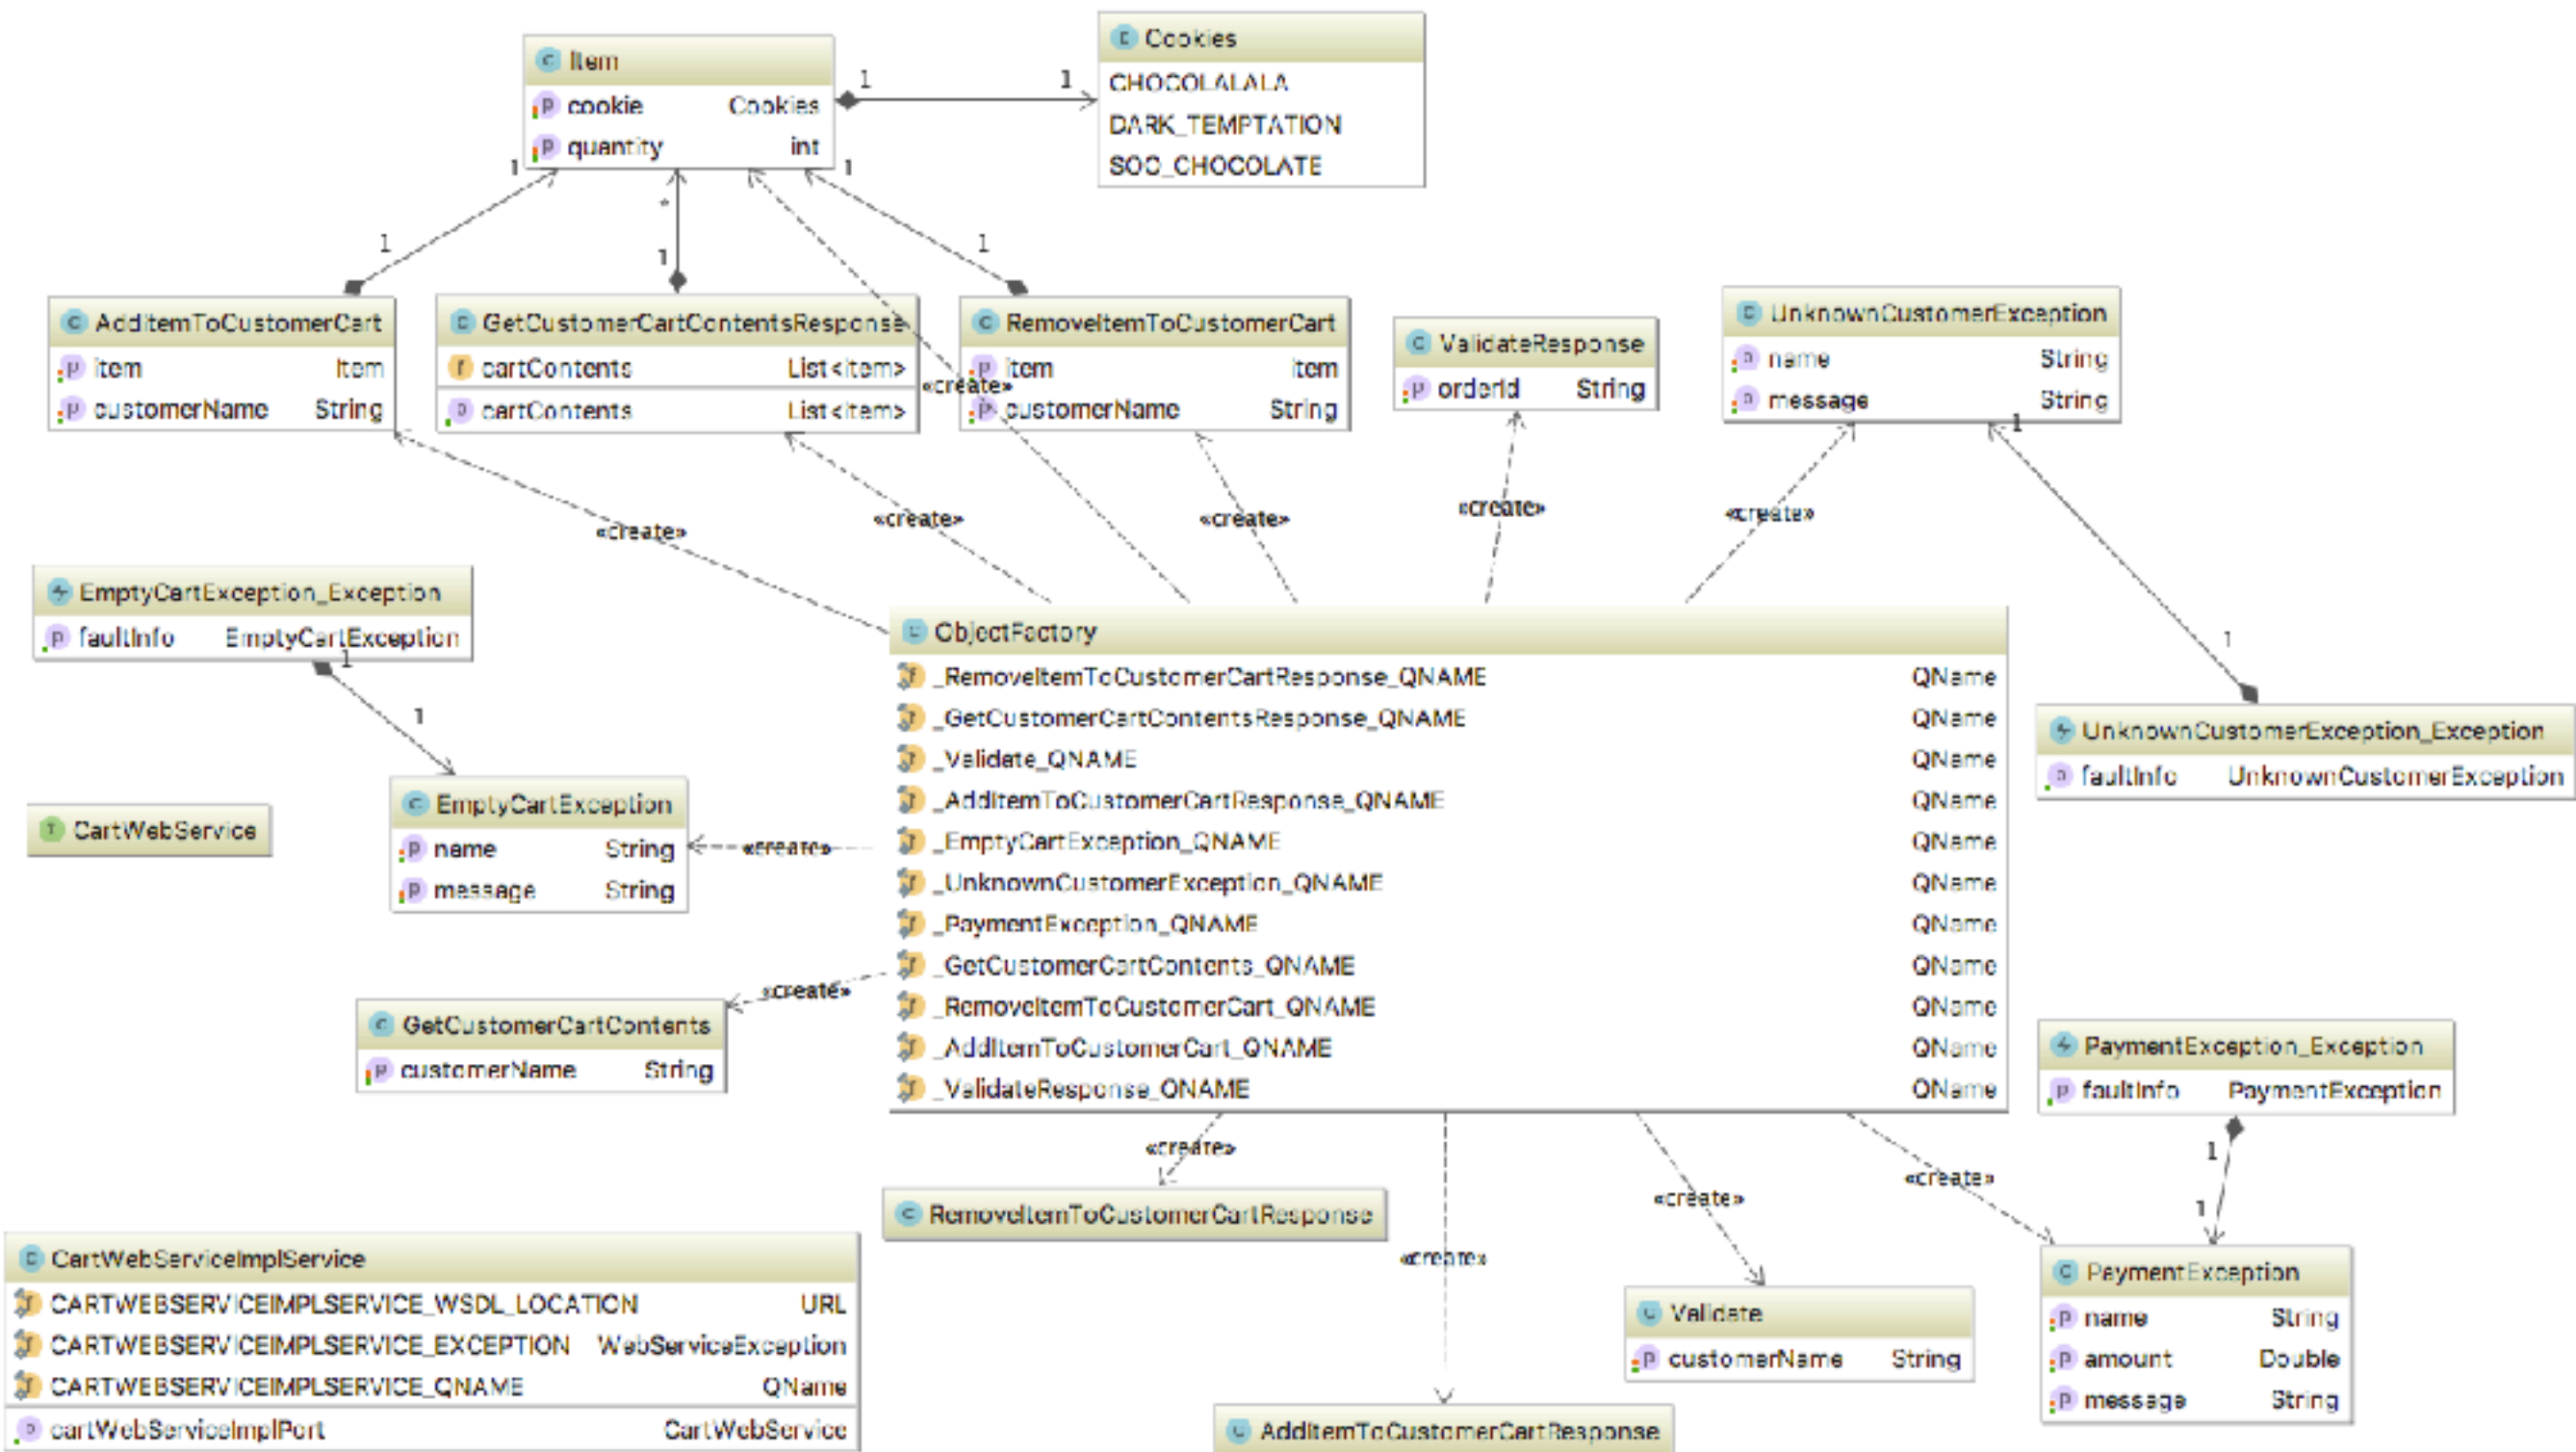 Item
cookie Cookies
quantity int
1 1
Cookies
CHOCOLALALA
DARK_TEMPTATION
SOO_CHOCOLATE
1 * 1
1 1 1
AddItemToCustomerCart
item Item
customerName String
GetCustomerCartContentsResponse
cartContents List<Item>
cartContents List<Item>
«create»
RemoveItemToCustomerCart
item Item
customerName String
ValidateResponse
orderId String
UnknownCustomerException
name String
message String
1
«create» «create» «create» «create» «create»
1
EmptyCartException_Exception
faultInfo EmptyCartException
1
1
UnknownCustomerException_Exception
faultInfo UnknownCustomerException
CartWebService
EmptyCartException
name String
message String
«create»
GetCustomerCartContents
customerName String
«create»
ObjectFactory
_RemoveItemToCustomerCartResponse_QNAME QName
_GetCustomerCartContentsResponse_QNAME QName
_Validate_QNAME QName
_AddItemToCustomerCartResponse_QNAME QName
_EmptyCartException_QNAME QName
_UnknownCustomerException_QNAME QName
_PaymentException_QNAME QName
_GetCustomerCartContents_QNAME QName
_RemoveItemToCustomerCart_QNAME QName
_AddItemToCustomerCart_QNAME QName
_ValidateResponse_QNAME QName
PaymentException_Exception
faultInfo PaymentException
1
1
«create» «create» «create» «create»
RemoveItemToCustomerCartResponse
CartWebServiceImplService
CARTWEBSERVICEIMPLSERVICE_WSDL_LOCATION URL
CARTWEBSERVICEIMPLSERVICE_EXCEPTION WebServiceException
CARTWEBSERVICEIMPLSERVICE_QNAME QName
cartWebServiceImplPort CartWebService
AddItemToCustomerCartResponse
Validate
customerName String
PaymentException
name String
amount Double
message String